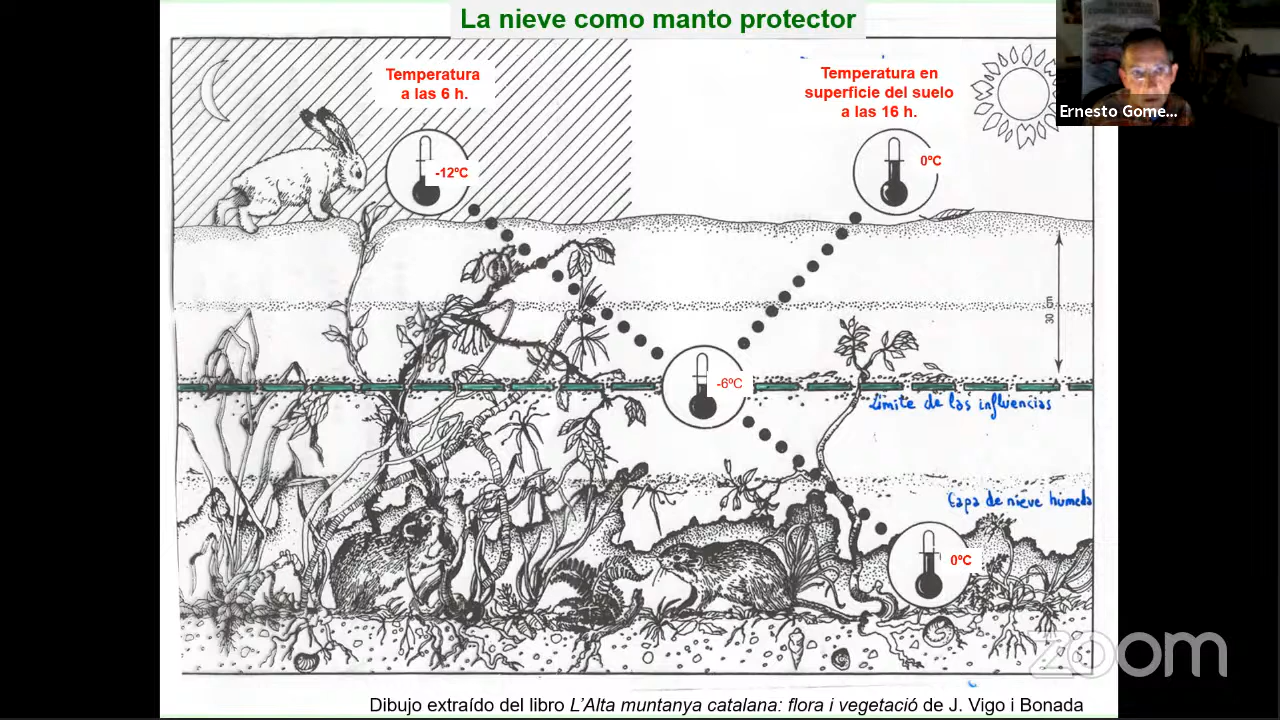 La nieve como manto protector
Temperatura
a las 6 h.
Temperatura en
superficie del suelo
a las 16 h.
Ernesto Gome...
-12ºC
0ºC
30 cm
-6ºC
Límite de las influencias
Capa de nieve húmeda
0ºC
zoom
Dibujo extraído del libro L'Alta muntanya catalana: flora i vegetació de J. Vigo i Bonada